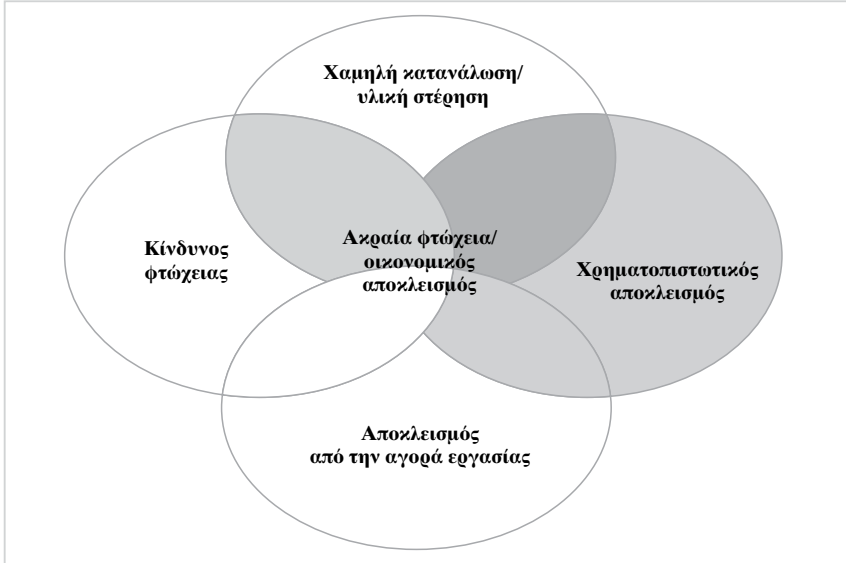 Χαμηλή κατανάλωση/
υλική στέρηση
Κίνδυνος
φτώχειας
Ακραία φτώχεια/
οικονομικός
αποκλεισμός
Χρηματοπιστωτικός
αποκλεισμός
Αποκλεισμός
από την αγορά εργασίας